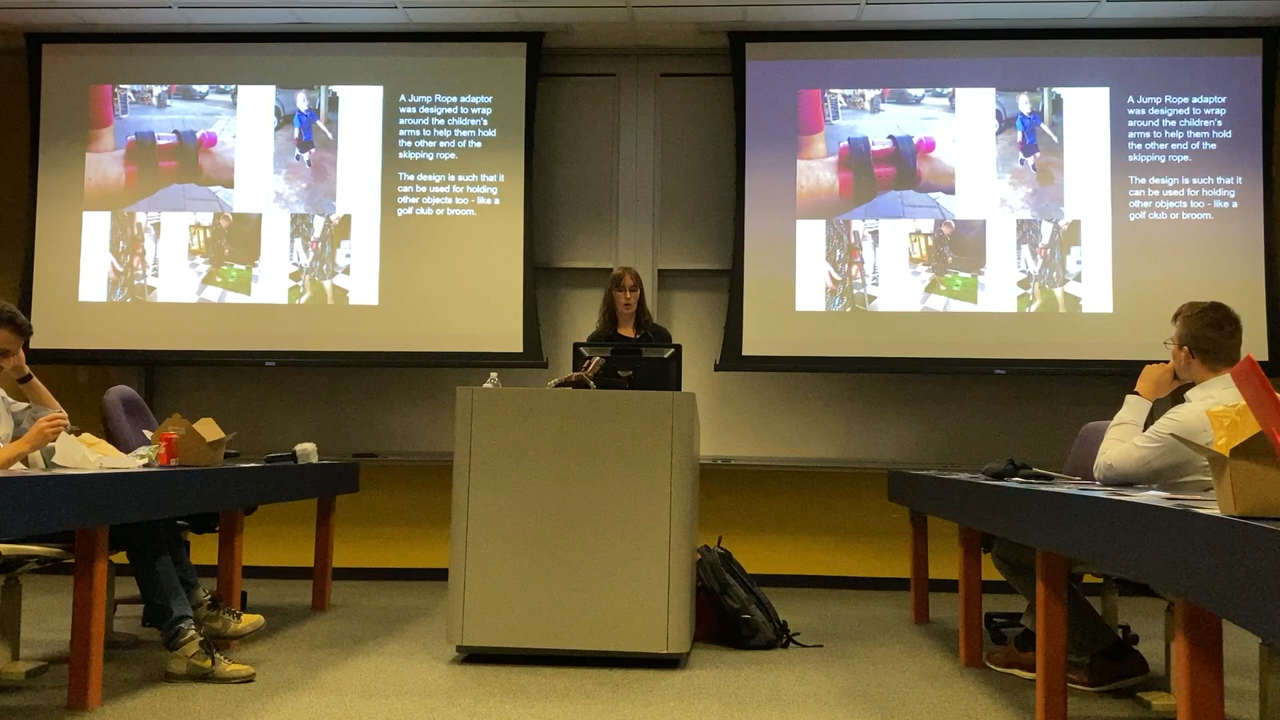 A Jump Rope adaptor
was designed to wrap
around the children's
arms to help them hold
the other end of the
skipping rope.
The design is such that it
can be used for holding
other objects too - like a
golf club or broom.
A Jump Rope adaptor
was designed to wrap
around the children's
arms to help them hold
the other end of the
skipping rope.
The design is such that it
can be used for holding
other objects too - like a
golf club or broom.